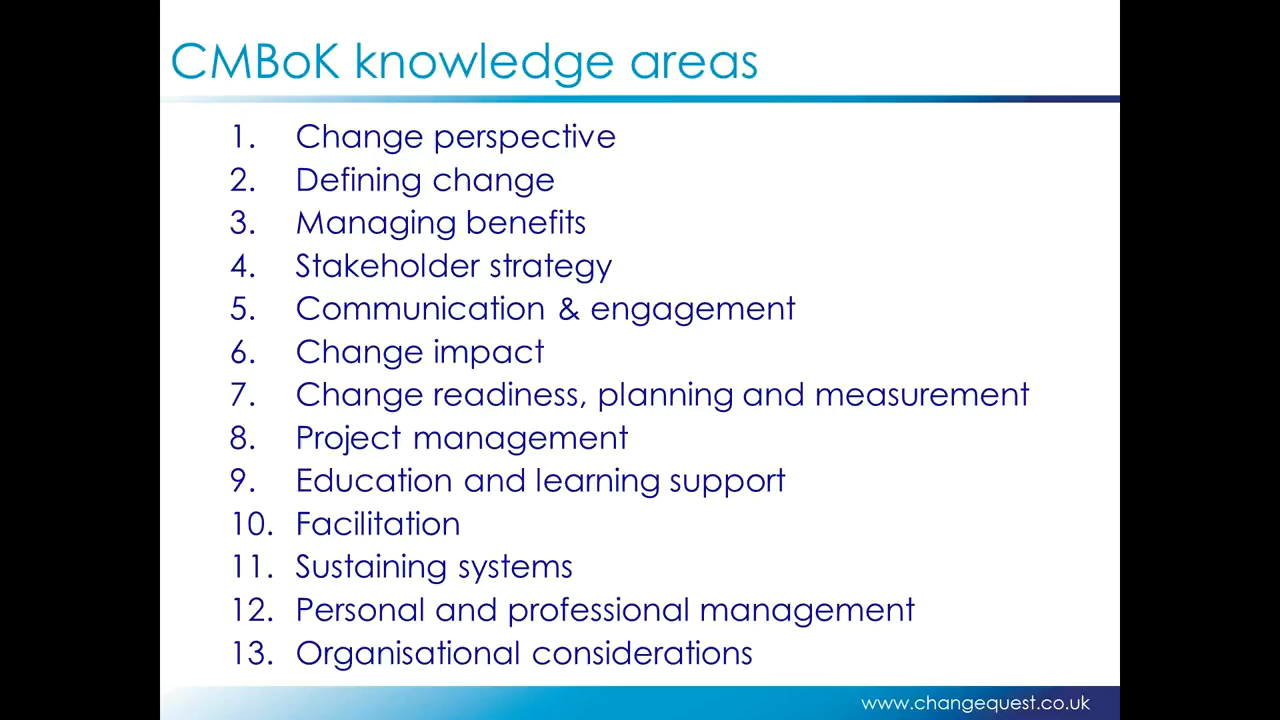 CMBoK knowledge areas
1. Change perspective
2. Defining change
3. Managing benefits
4. Stakeholder strategy
5. Communication & engagement
6. Change impact
7. Change readiness, planning and measurement
8. Project management
9. Education and learning support
10. Facilitation
11. Sustaining systems
12. Personal and professional management
13. Organisational considerations
www.changequest.co.uk